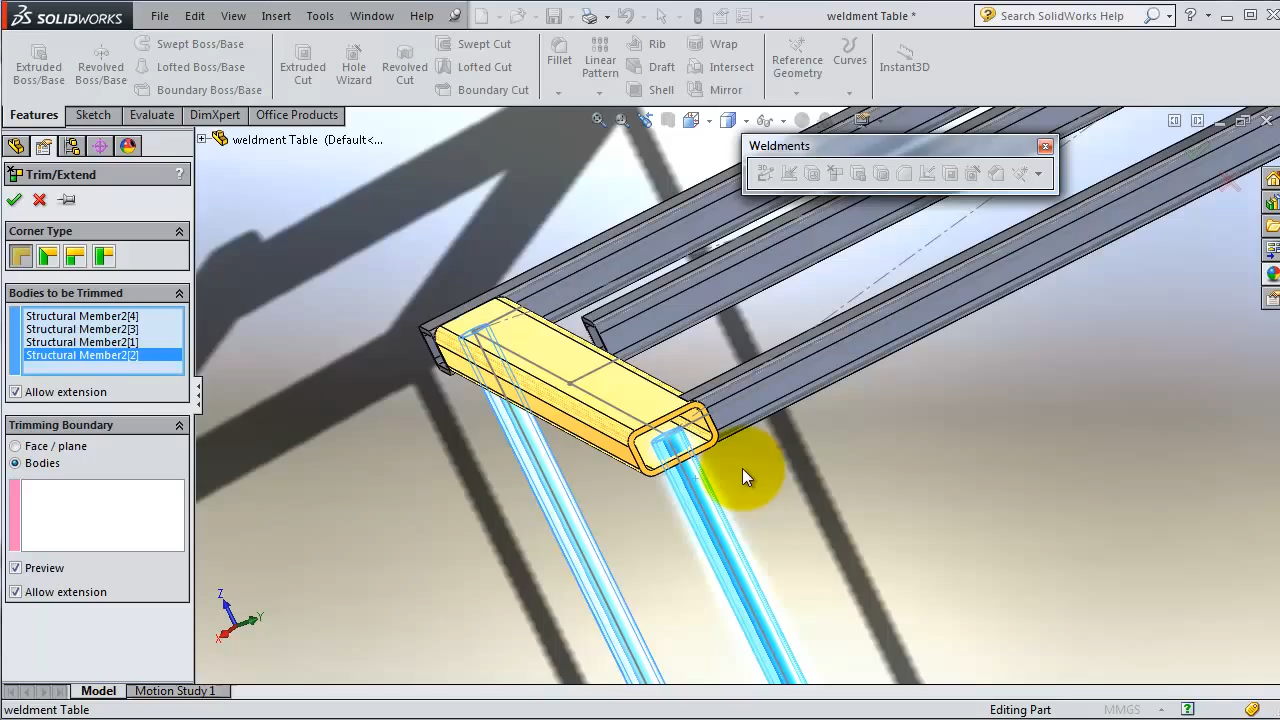 SOLIDWORKS File Edit View Insert Tools Window Help weldment Table * Search SolidWorks Help
Extruded Boss/Base Revolved Boss/Base Swept Boss/Base Lofted Boss/Base Boundary Boss/Base Extruded Cut Hole Wizard Revolved Cut Swept Cut Lofted Cut Boundary Cut Fillet Linear Pattern Rib Draft Shell Wrap Intersect Mirror Reference Geometry Curves Instant3D
Features Sketch Evaluate DimXpert Office Products
weldment Table (Default<...
Weldments
Trim/Extend ?
Corner Type
Bodies to be Trimmed
Structural Member2[4]
Structural Member2[3]
Structural Member2[1]
Structural Member2[2]
Allow extension
Trimming Boundary
Face / plane
Bodies
Preview
Allow extension
Z
Y
X
Model Motion Study 1
weldment Table Editing Part MMGS ?